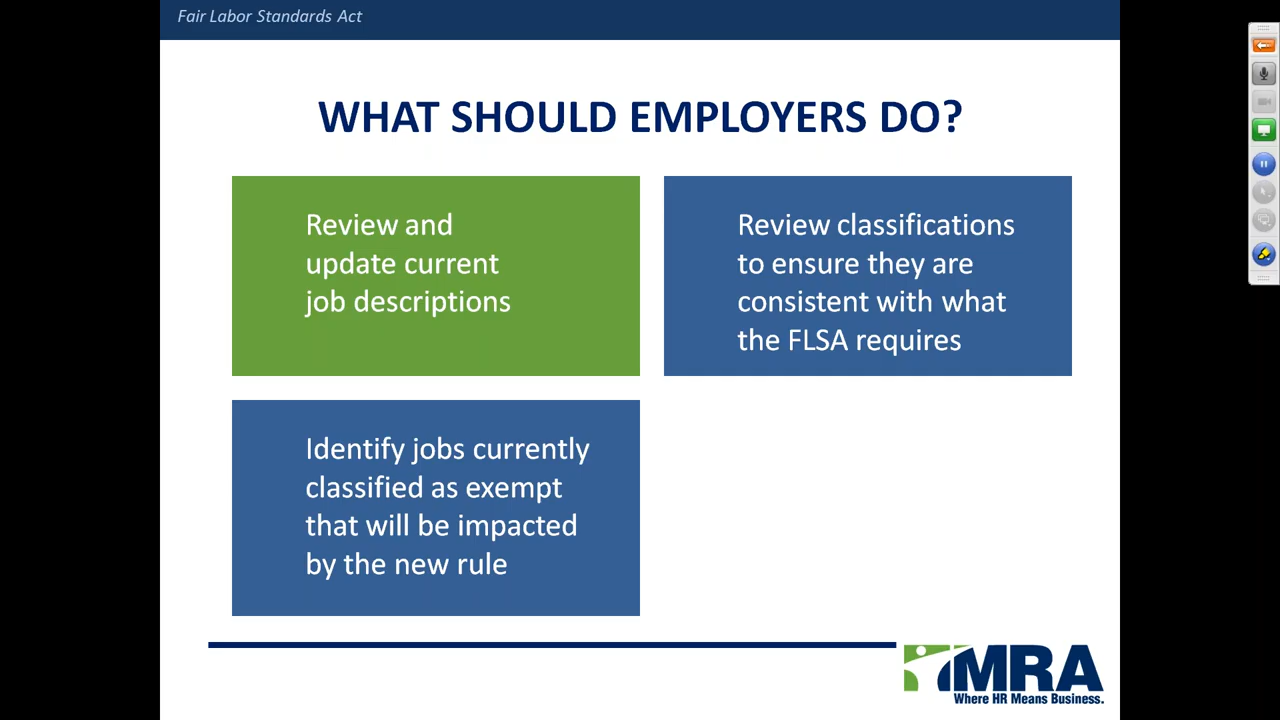 Fair Labor Standards Act
WHAT SHOULD EMPLOYERS DO?
Review and
update current
job descriptions
Review classifications
to ensure they are
consistent with what
the FLSA requires
Identify jobs currently
classified as exempt
that will be impacted
by the new rule
MRA
Where HR Means Business.